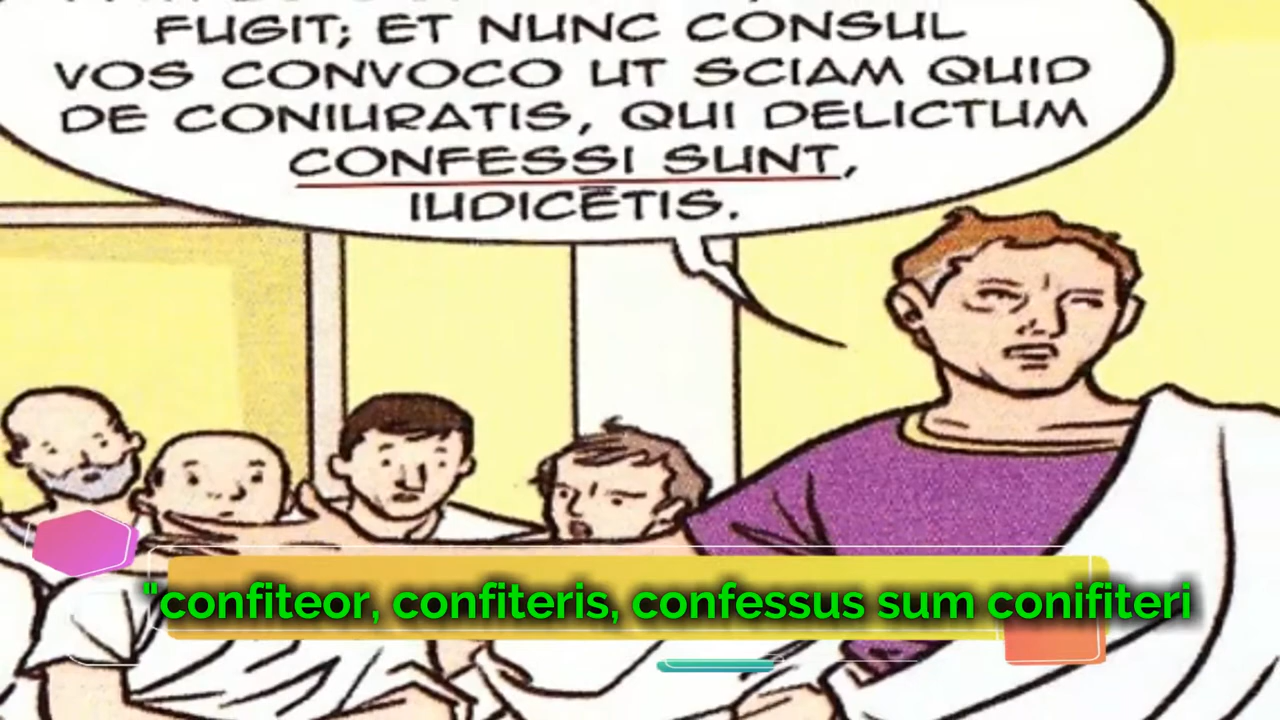 FUGIT; ET NUNC CONSUL
VOS CONVOCO UT SCIAM QUID
DE CONIURATIS, QUI DELICTUM
CONFESSI SUNT,
IUDICĒTIS.
"confiteor, confiteris, confessus sum conifiteri